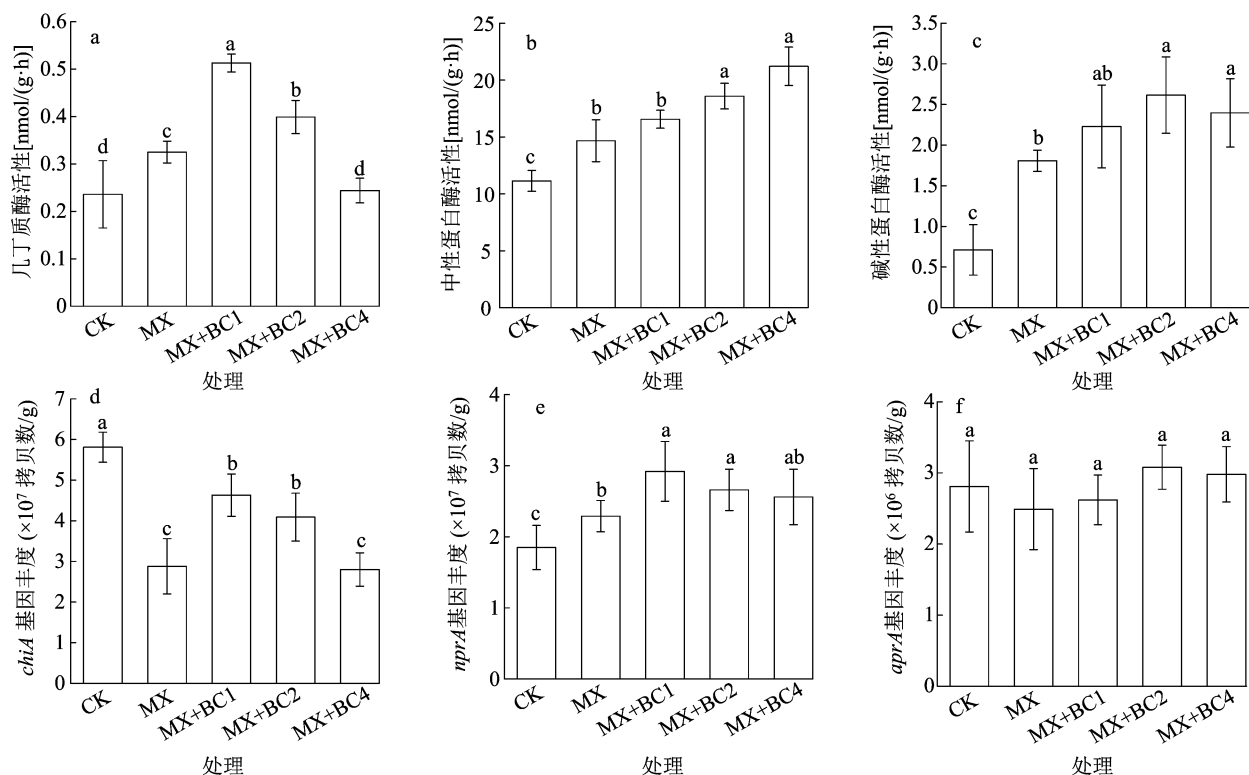 几丁质酶活性[nmol/(g·h)]
0.6
0.5
0.4
0.3
0.2
0.1
0
a
d
c
a
b
d
CK
MX
MX+BC1
MX+BC2
MX+BC4
处理
中性蛋白酶活性[nmol/(g·h)]
25
20
15
10
5
0
b
c
b
b
a
a
CK
MX
MX+BC1
MX+BC2
MX+BC4
处理
碱性蛋白酶活性[nmol/(g·h)]
3.5
3.0
2.5
2.0
1.5
1.0
0.5
0
c
c
b
ab
a
a
CK
MX
MX+BC1
MX+BC2
MX+BC4
处理
chiA 基因丰度 (×10⁷ 拷贝数/g)
7
6
5
4
3
2
1
0
d
a
c
b
b
c
CK
MX
MX+BC1
MX+BC2
MX+BC4
处理
nprA基因丰度 (×10⁷ 拷贝数/g)
4
3
2
1
0
e
c
b
a
a
ab
CK
MX
MX+BC1
MX+BC2
MX+BC4
处理
aprA基因丰度 (×10⁶ 拷贝数/g)
4
3
2
1
0
f
a
a
a
a
a
CK
MX
MX+BC1
MX+BC2
MX+BC4
处理